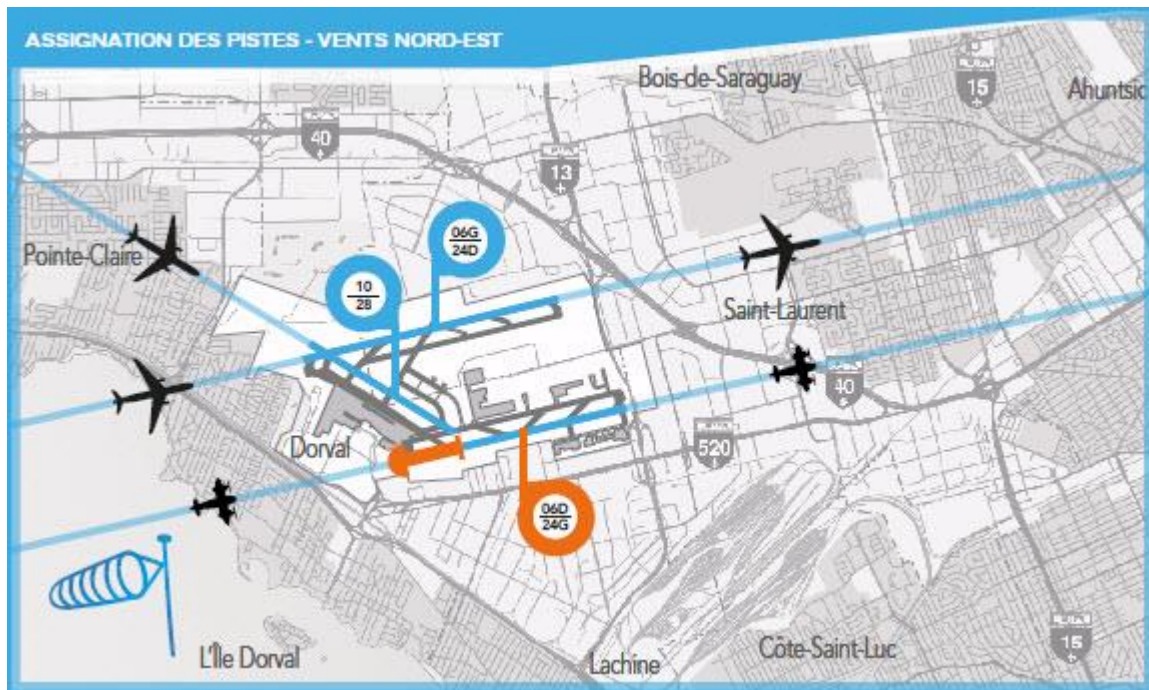 ASSIGNATION DES PISTES - VENTS NORD-EST
Bois-de-Saraguay
15
Ahuntsic
40
13
Pointe-Claire
06G
24D
10
28
Saint-Laurent
40
Dorval
520
06D
24G
L'Île Dorval
Lachine
Côte-Saint-Luc
15